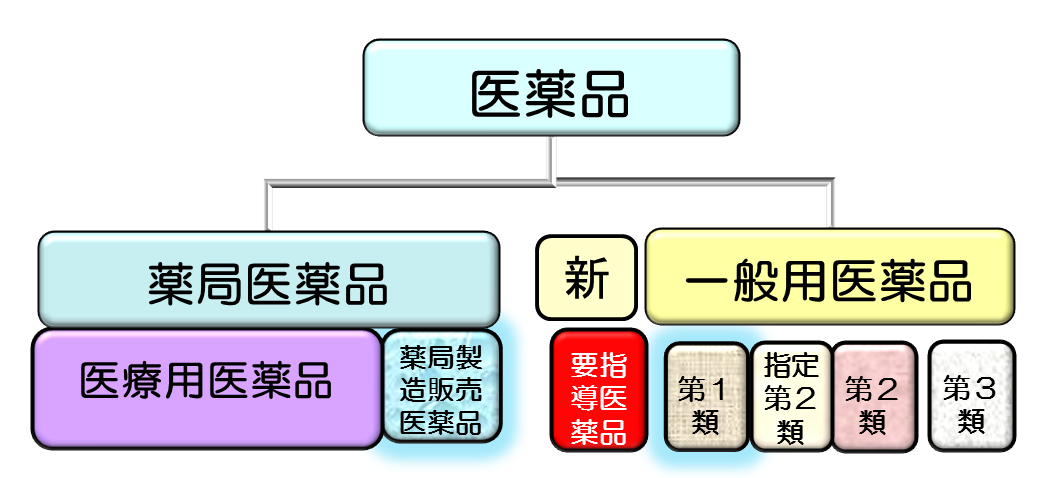 医薬品
薬局医薬品
新
一般用医薬品
医療用医薬品
薬局製
造販売
医薬品
要指
導医
薬品
第１
類
指定
第２
類
第２
類
第３
類